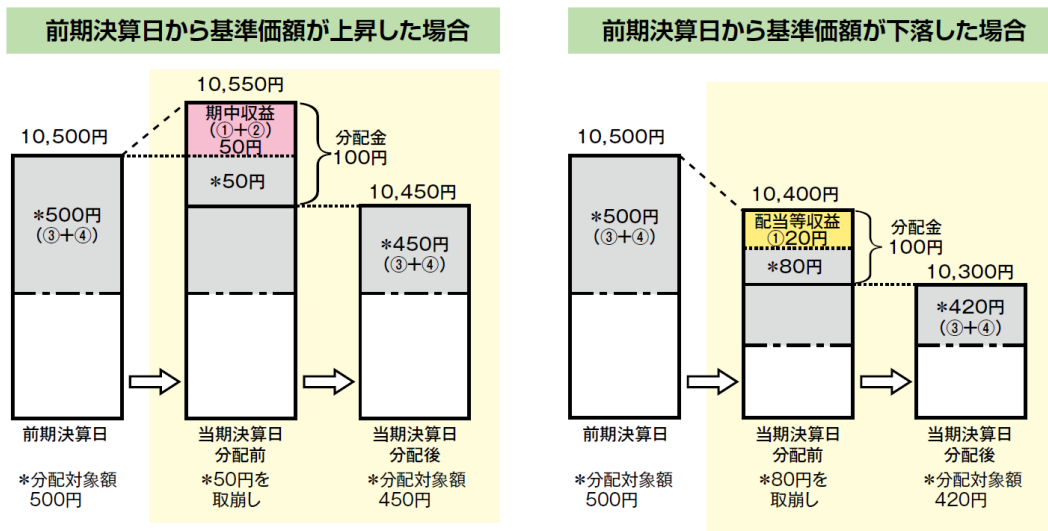 前期決算日から基準価額が上昇した場合
10,500円
10,550円
期中収益
(①+②)
50円
分配金
100円
*50円
10,450円
*500円
(③+④)
*450円
(③+④)
前期決算日
当期決算日
分配前
当期決算日
分配後
*分配対象額
500円
*50円を
取崩し
*分配対象額
450円
前期決算日から基準価額が下落した場合
10,500円
10,400円
配当等収益
①20円
分配金
100円
*80円
10,300円
*500円
(③+④)
*420円
(③+④)
前期決算日
当期決算日
分配前
当期決算日
分配後
*分配対象額
500円
*80円を
取崩し
*分配対象額
420円